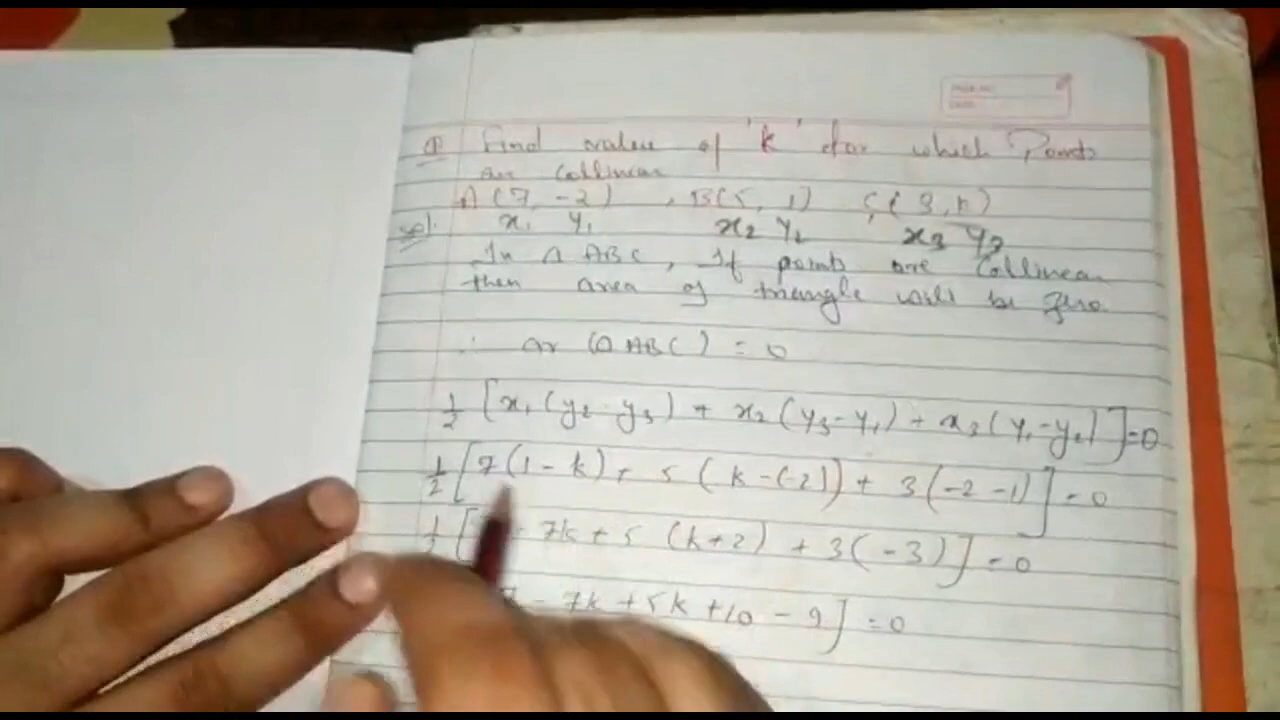 Q Find value of 'k' for which Points
are Collinear
A (7, -2) , B(5, 1) , C( 3, k)
x₁ y₁ x₂ y₂ x₃ y₃
Sol.
In △ ABC, If points are Collinear
then area of triangle will be zero
∴ ar (△ ABC) = 0
1/2 [x₁(y₂ - y₃) + x₂(y₃ - y₁) + x₃(y₁ - y₂)] = 0
1/2 [7(1 - k) + 5 (k - (-2)) + 3(-2 -1)] = 0
[7 - 7k + 5 (k+2) + 3(-3)] = 0
7 - 7k + 5k + 10 - 9] = 0